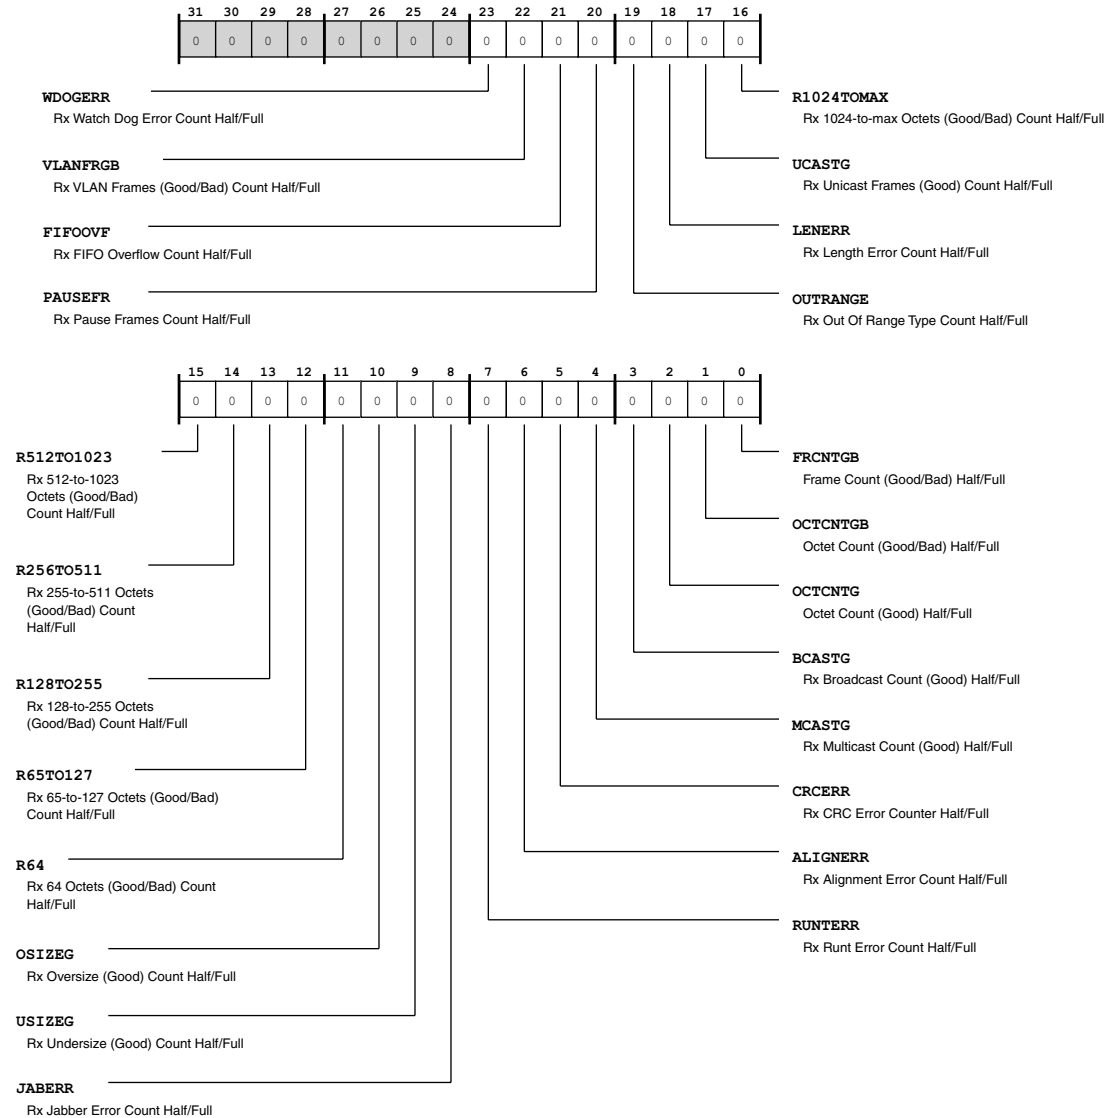 31 30 29 28 27 26 25 24 23 22 21 20 19 18 17 16
0 0 0 0 0 0 0 0 0 0 0 0 0 0 0 0
WDOGERR
Rx Watch Dog Error Count Half/Full
VLANFRGB
Rx VLAN Frames (Good/Bad) Count Half/Full
FIFOOVF
Rx FIFO Overflow Count Half/Full
PAUSEFR
Rx Pause Frames Count Half/Full
R1024TOMAX
Rx 1024-to-max Octets (Good/Bad) Count Half/Full
UCASTG
Rx Unicast Frames (Good) Count Half/Full
LENERR
Rx Length Error Count Half/Full
OUTRANGE
Rx Out Of Range Type Count Half/Full
15 14 13 12 11 10 9 8 7 6 5 4 3 2 1 0
0 0 0 0 0 0 0 0 0 0 0 0 0 0 0 0
R512TO1023
Rx 512-to-1023
Octets (Good/Bad)
Count Half/Full
R256TO511
Rx 255-to-511 Octets
(Good/Bad) Count
Half/Full
R128TO255
Rx 128-to-255 Octets
(Good/Bad) Count Half/Full
R65TO127
Rx 65-to-127 Octets (Good/Bad)
Count Half/Full
R64
Rx 64 Octets (Good/Bad) Count
Half/Full
OSIZEG
Rx Oversize (Good) Count Half/Full
USIZEG
Rx Undersize (Good) Count Half/Full
JABERR
Rx Jabber Error Count Half/Full
FRCNTGB
Frame Count (Good/Bad) Half/Full
OCTCNTGB
Octet Count (Good/Bad) Half/Full
OCTCNTG
Octet Count (Good) Half/Full
BCASTG
Rx Broadcast Count (Good) Half/Full
MCASTG
Rx Multicast Count (Good) Half/Full
CRCERR
Rx CRC Error Counter Half/Full
ALIGNERR
Rx Alignment Error Count Half/Full
RUNTERR
Rx Runt Error Count Half/Full